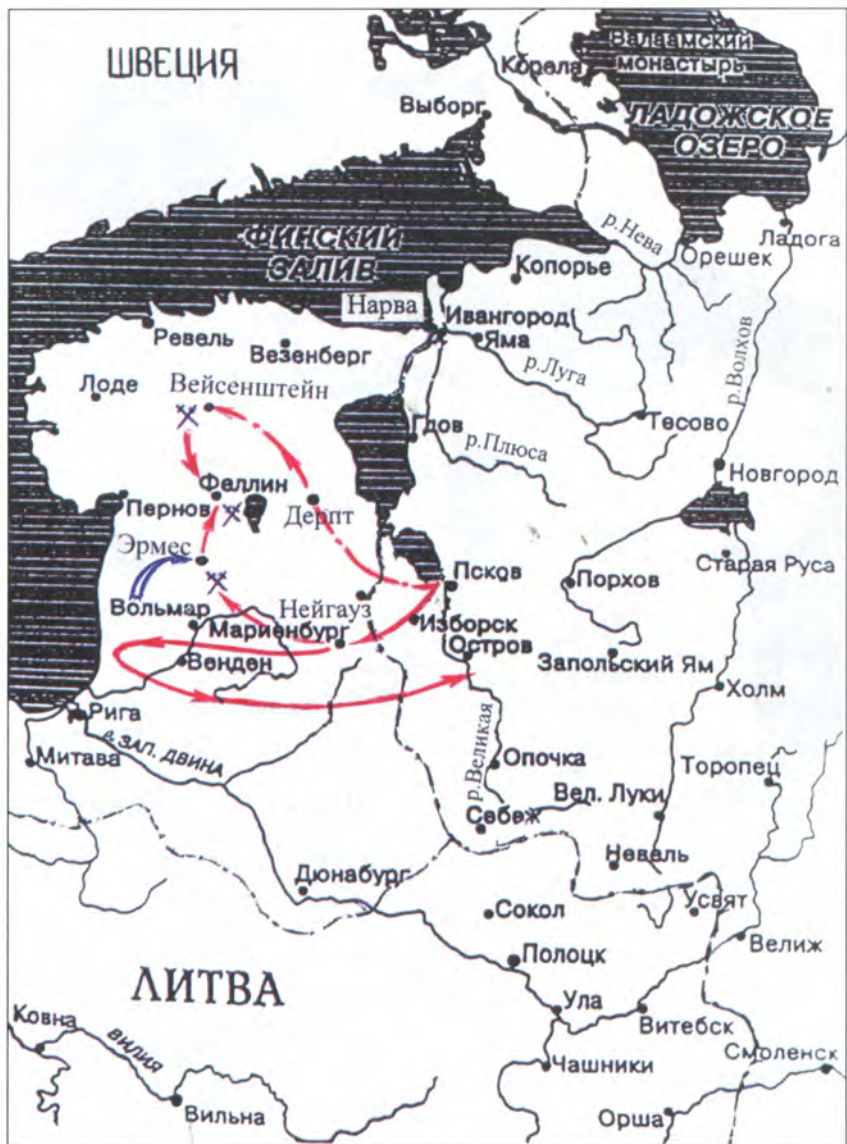 ШВЕЦИЯ
Валаамский
монастырь
Корела
Выборг
ЛАДОЖСКОЕ
ОЗЕРО
р.Нева
ФИНСКИЙ
ЗАЛИВ
Ладога
Орешек
Копорье
Нарва
Ивангород
Яма
Ревель
Везенберг
р.Волхов
р.Луга
Лоде
Вейсенштейн
Тесово
Гдов
р.Плюса
Новгород
Феллин
Пернов
Дерпт
Эрмес
Старая Руса
Псков
Порхов
Нейгауз
Вольмар
Мариенбург
Изборск
Остров
Запольский Ям
Венден
Холм
Рига
Митава
ЗАП. ДВИНА
р.Великая
Опочка
Торопец
Вел. Луки
Себеж
Невель
Дюнабург
Усвят
Сокол
Велиж
Полоцк
ЛИТВА
Ула
Витебск
Ковна
ВИЛИЯ
Чашники
Смоленск
Вильна
Орша